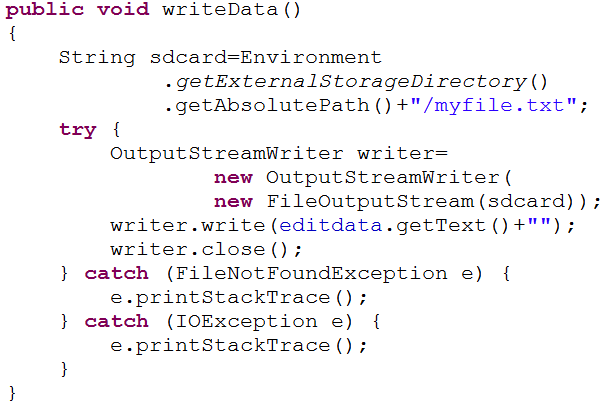 public void writeData()
{
    String sdcard=Environment
            .getExternalStorageDirectory()
            .getAbsolutePath()+"/myfile.txt";
    try {
        OutputStreamWriter writer=
                new OutputStreamWriter(
                new FileOutputStream(sdcard));
        writer.write(editdata.getText()+"");
        writer.close();
    } catch (FileNotFoundException e) {
        e.printStackTrace();
    } catch (IOException e) {
        e.printStackTrace();
    }
}